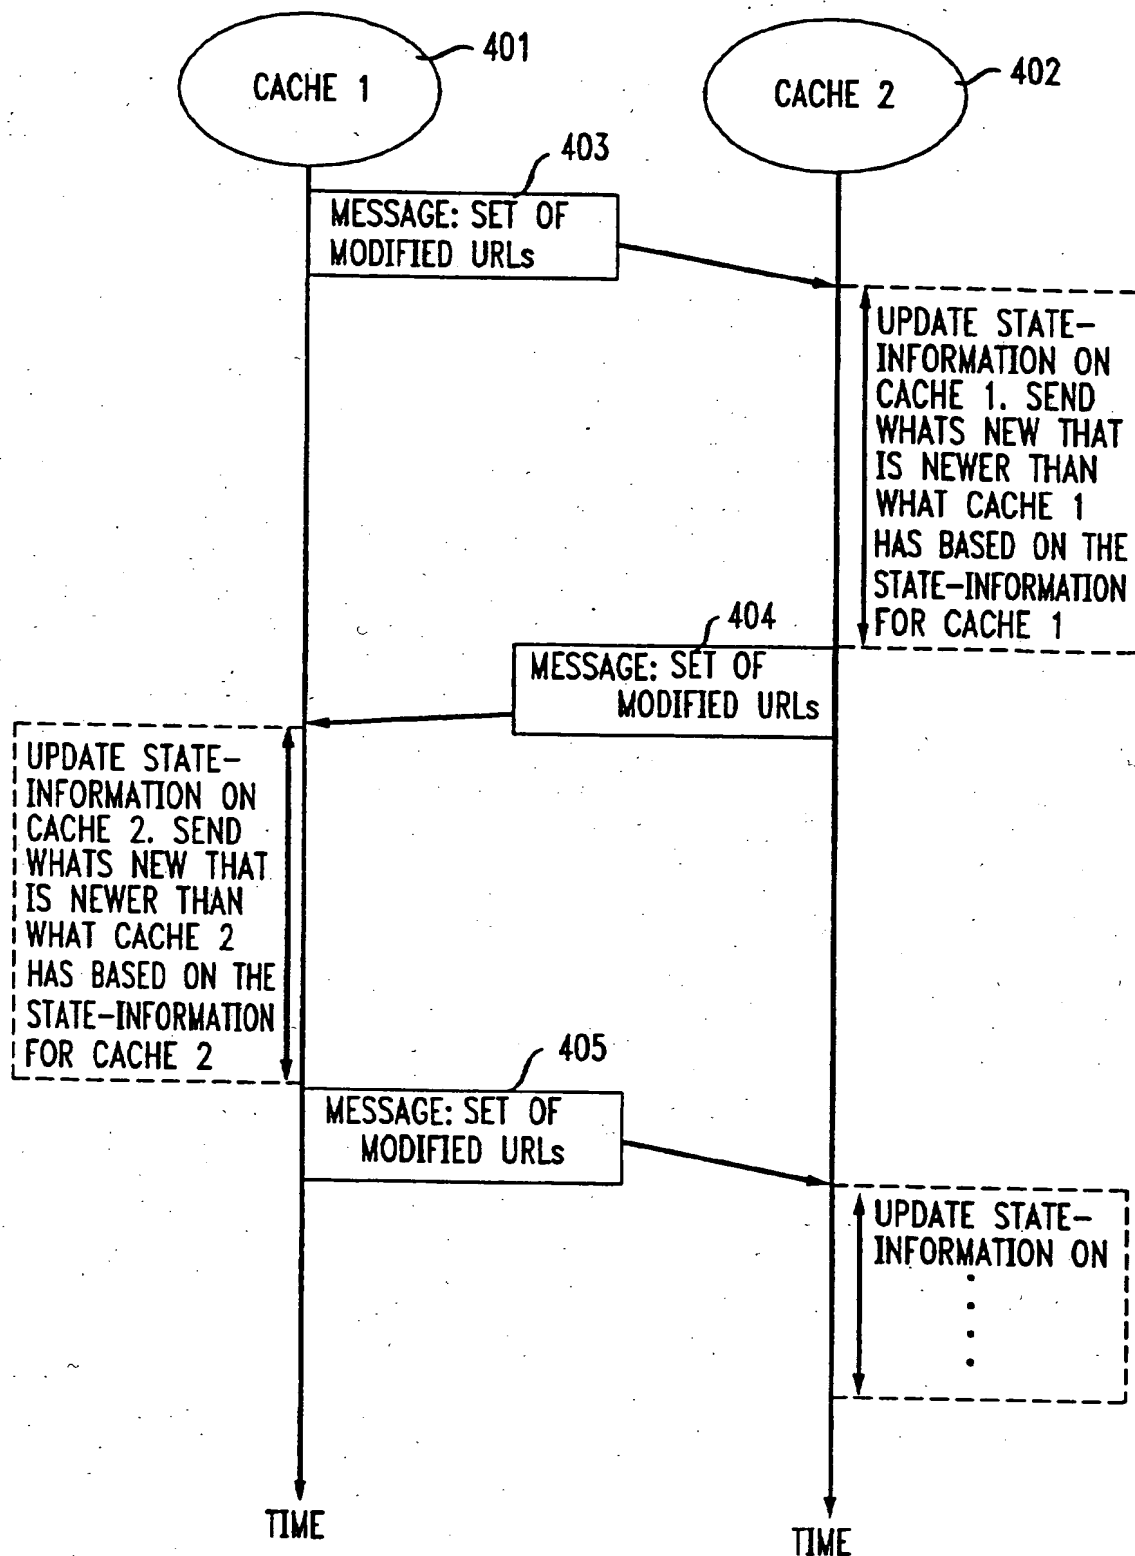 CACHE 1
401
CACHE 2
402
403
MESSAGE: SET OF
MODIFIED URLs
UPDATE STATE-
INFORMATION ON
CACHE 1. SEND
WHATS NEW THAT
IS NEWER THAN
WHAT CACHE 1
HAS BASED ON THE
STATE-INFORMATION
FOR CACHE 1
404
MESSAGE: SET OF
MODIFIED URLs
UPDATE STATE-
INFORMATION ON
CACHE 2. SEND
WHATS NEW THAT
IS NEWER THAN
WHAT CACHE 2
HAS BASED ON THE
STATE-INFORMATION
FOR CACHE 2
405
MESSAGE: SET OF
MODIFIED URLs
UPDATE STATE-
INFORMATION ON
TIME
TIME